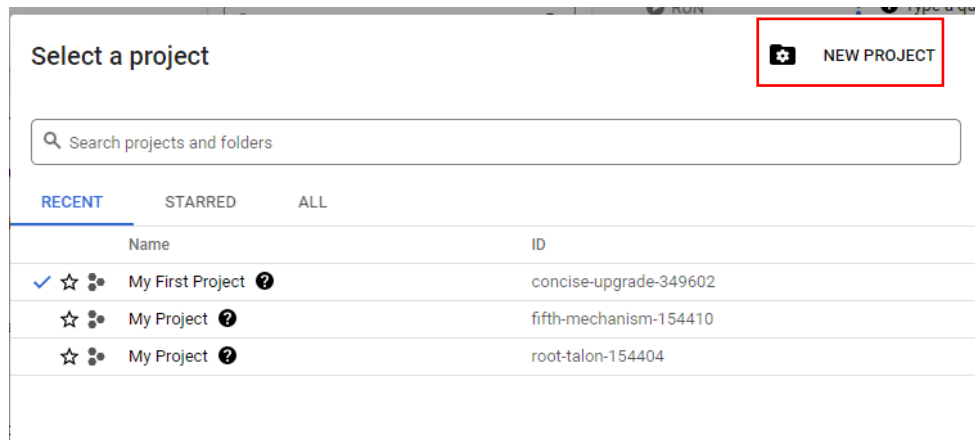 RUN
Select a project
NEW PROJECT
Search projects and folders
RECENT STARRED ALL
Name ID
My First Project concise-upgrade-349602
My Project fifth-mechanism-154410
My Project root-talon-154404